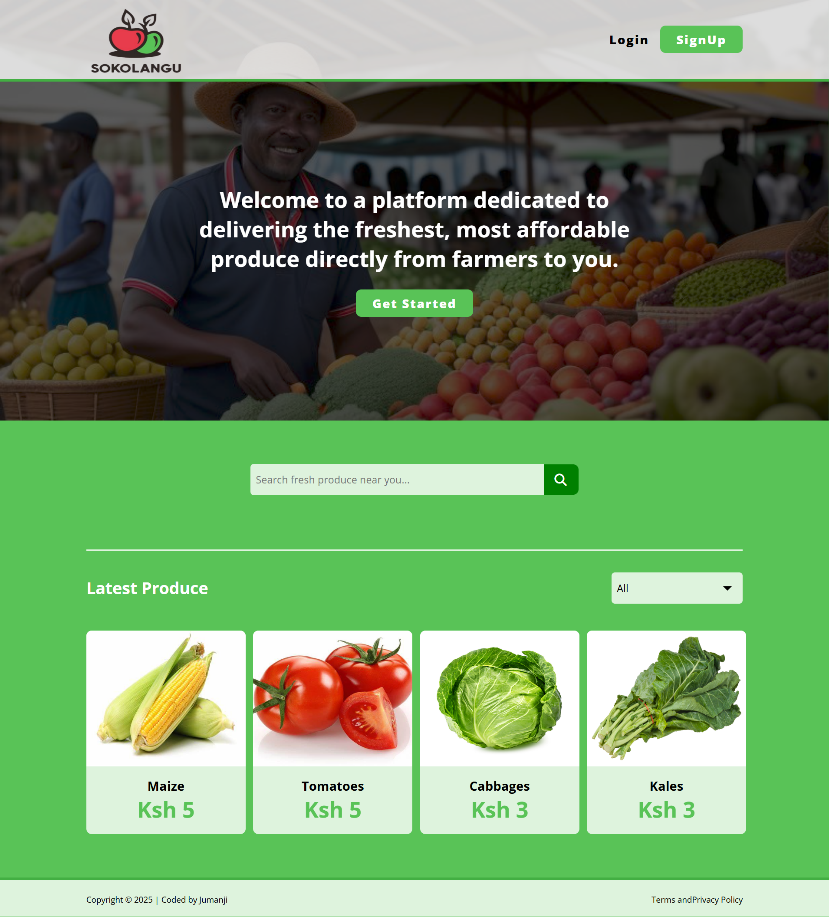 SOKOLANGU
Login
SignUp
Welcome to a platform dedicated to
delivering the freshest, most affordable
produce directly from farmers to you.
Get Started
Search fresh produce near you...
Latest Produce
All
Maize
Ksh 5
Tomatoes
Ksh 5
Cabbages
Ksh 3
Kales
Ksh 3
Copyright © 2025 | Coded by Jumanji
Terms andPrivacy Policy